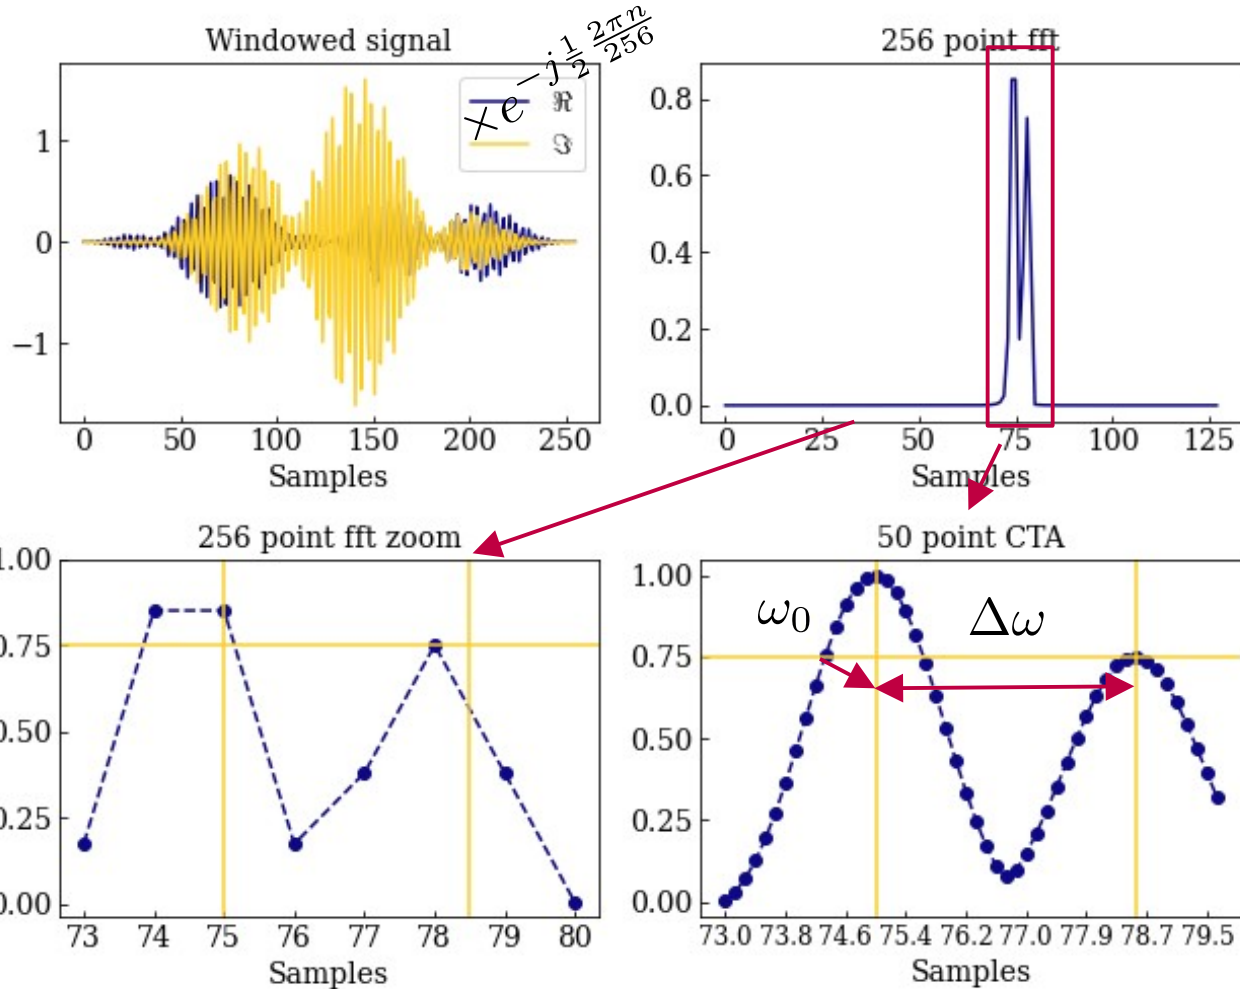 Windowed signal
×e^{-j\frac{1}{2}\frac{2πn}{256}}
ℜ
ℑ
1
0
−1
0 50 100 150 200 250
Samples
256 point fft
0.8
0.6
0.4
0.2
0.0
0 25 50 75 100 125
Samples
256 point fft zoom
1.00
0.75
0.50
0.25
0.00
73 74 75 76 77 78 79 80
Samples
50 point CTA
1.00
0.75
0.50
0.25
0.00
ω₀
Δω
73.0 73.8 74.6 75.4 76.2 77.0 77.9 78.7 79.5
Samples